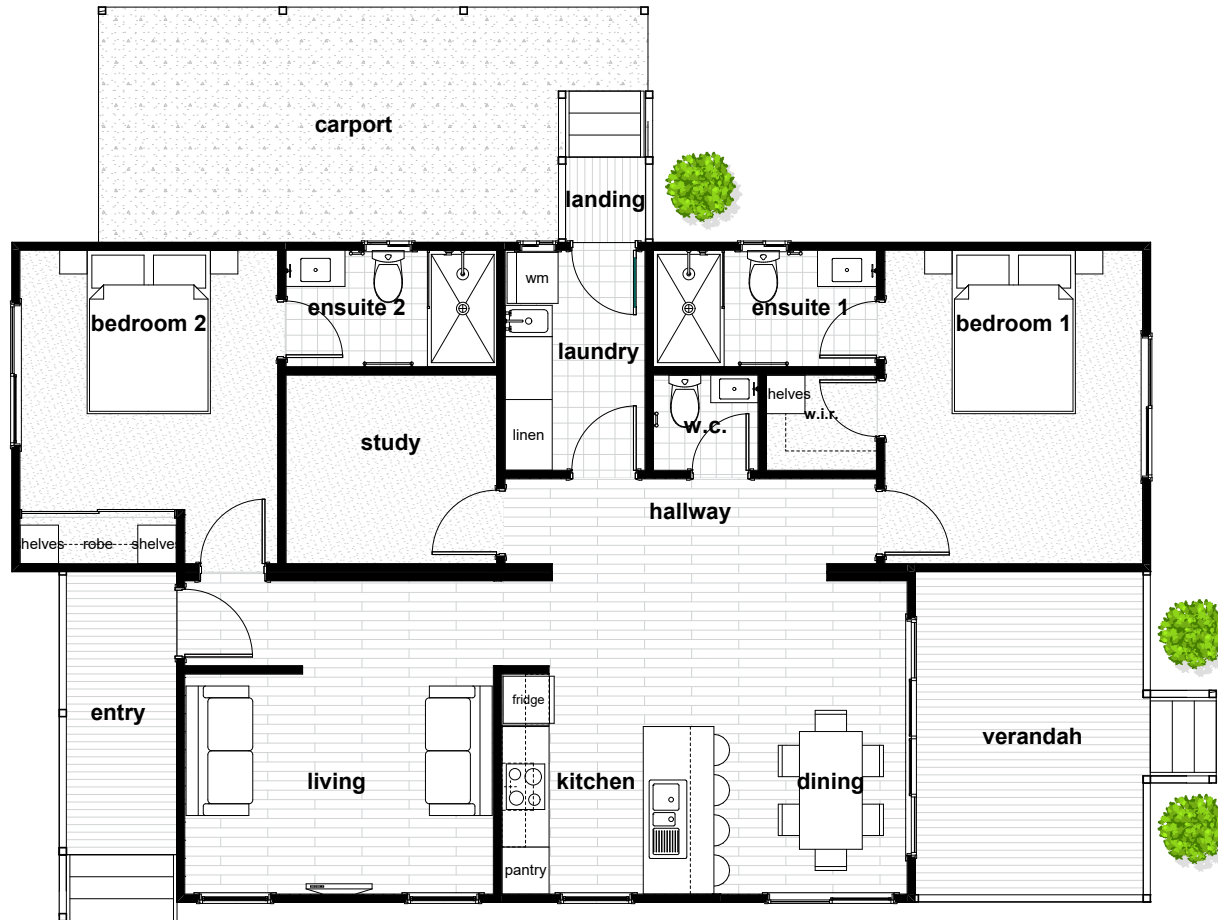 carport
landing
wm
bedroom 2
ensuite 2
ensuite 1
bedroom 1
laundry
helves
w.i.r.
w.c.
linen
study
hallway
helves
robe
shelves
fridge
entry
verandah
living
kitchen
dining
pantry